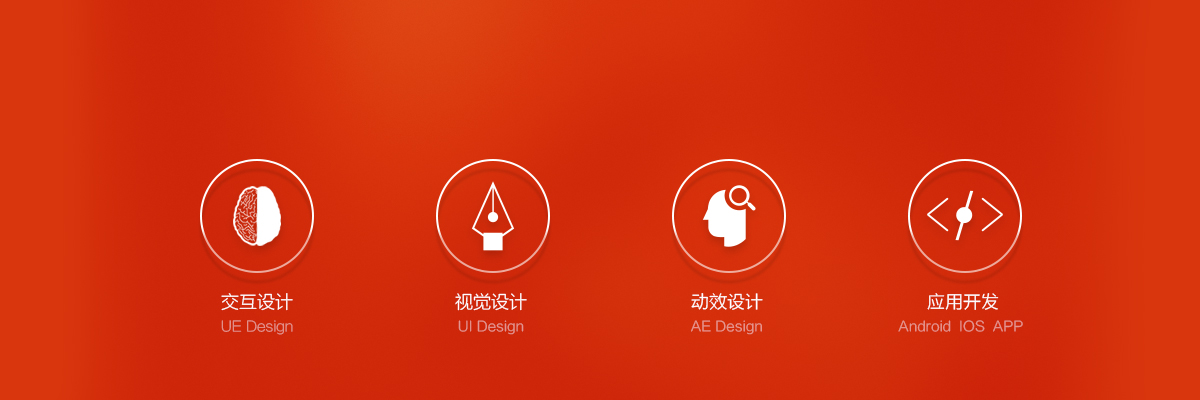 交互设计
UE Design
视觉设计
UI Design
动效设计
AE Design
应用开发
Android IOS APP